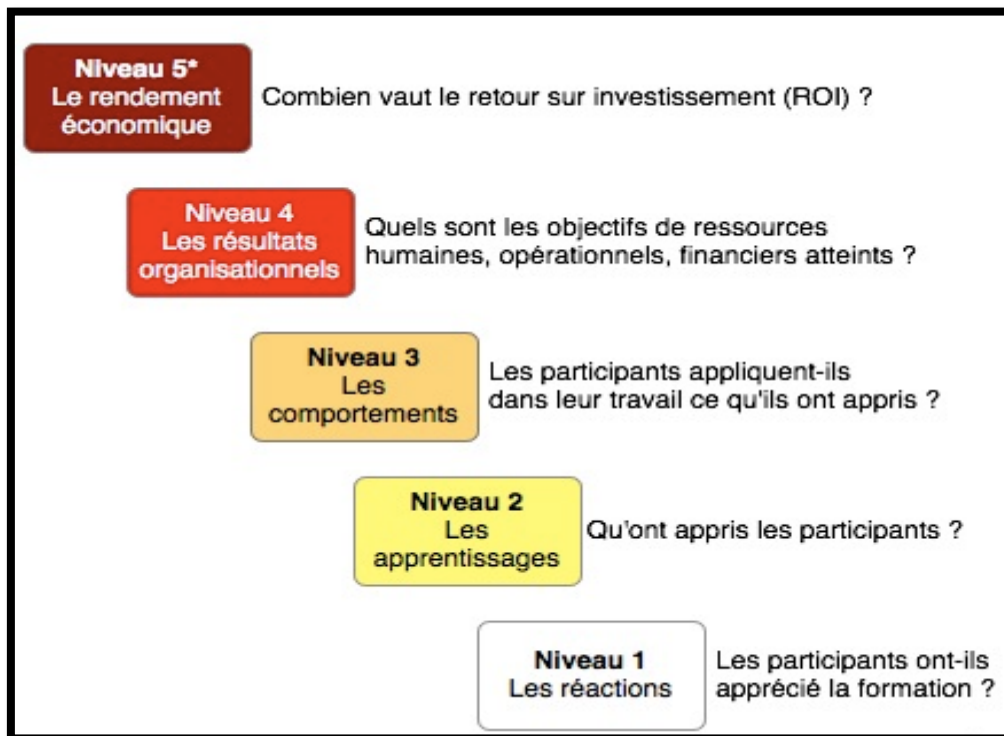 Niveau 5*
Le rendement
économique
Combien vaut le retour sur investissement (ROI) ?
Niveau 4
Les résultats
organisationnels
Quels sont les objectifs de ressources
humaines, opérationnels, financiers atteints ?
Niveau 3
Les
comportements
Les participants appliquent-ils
dans leur travail ce qu'ils ont appris ?
Niveau 2
Les
apprentissages
Qu'ont appris les participants ?
Niveau 1
Les réactions
Les participants ont-ils
apprécié la formation ?